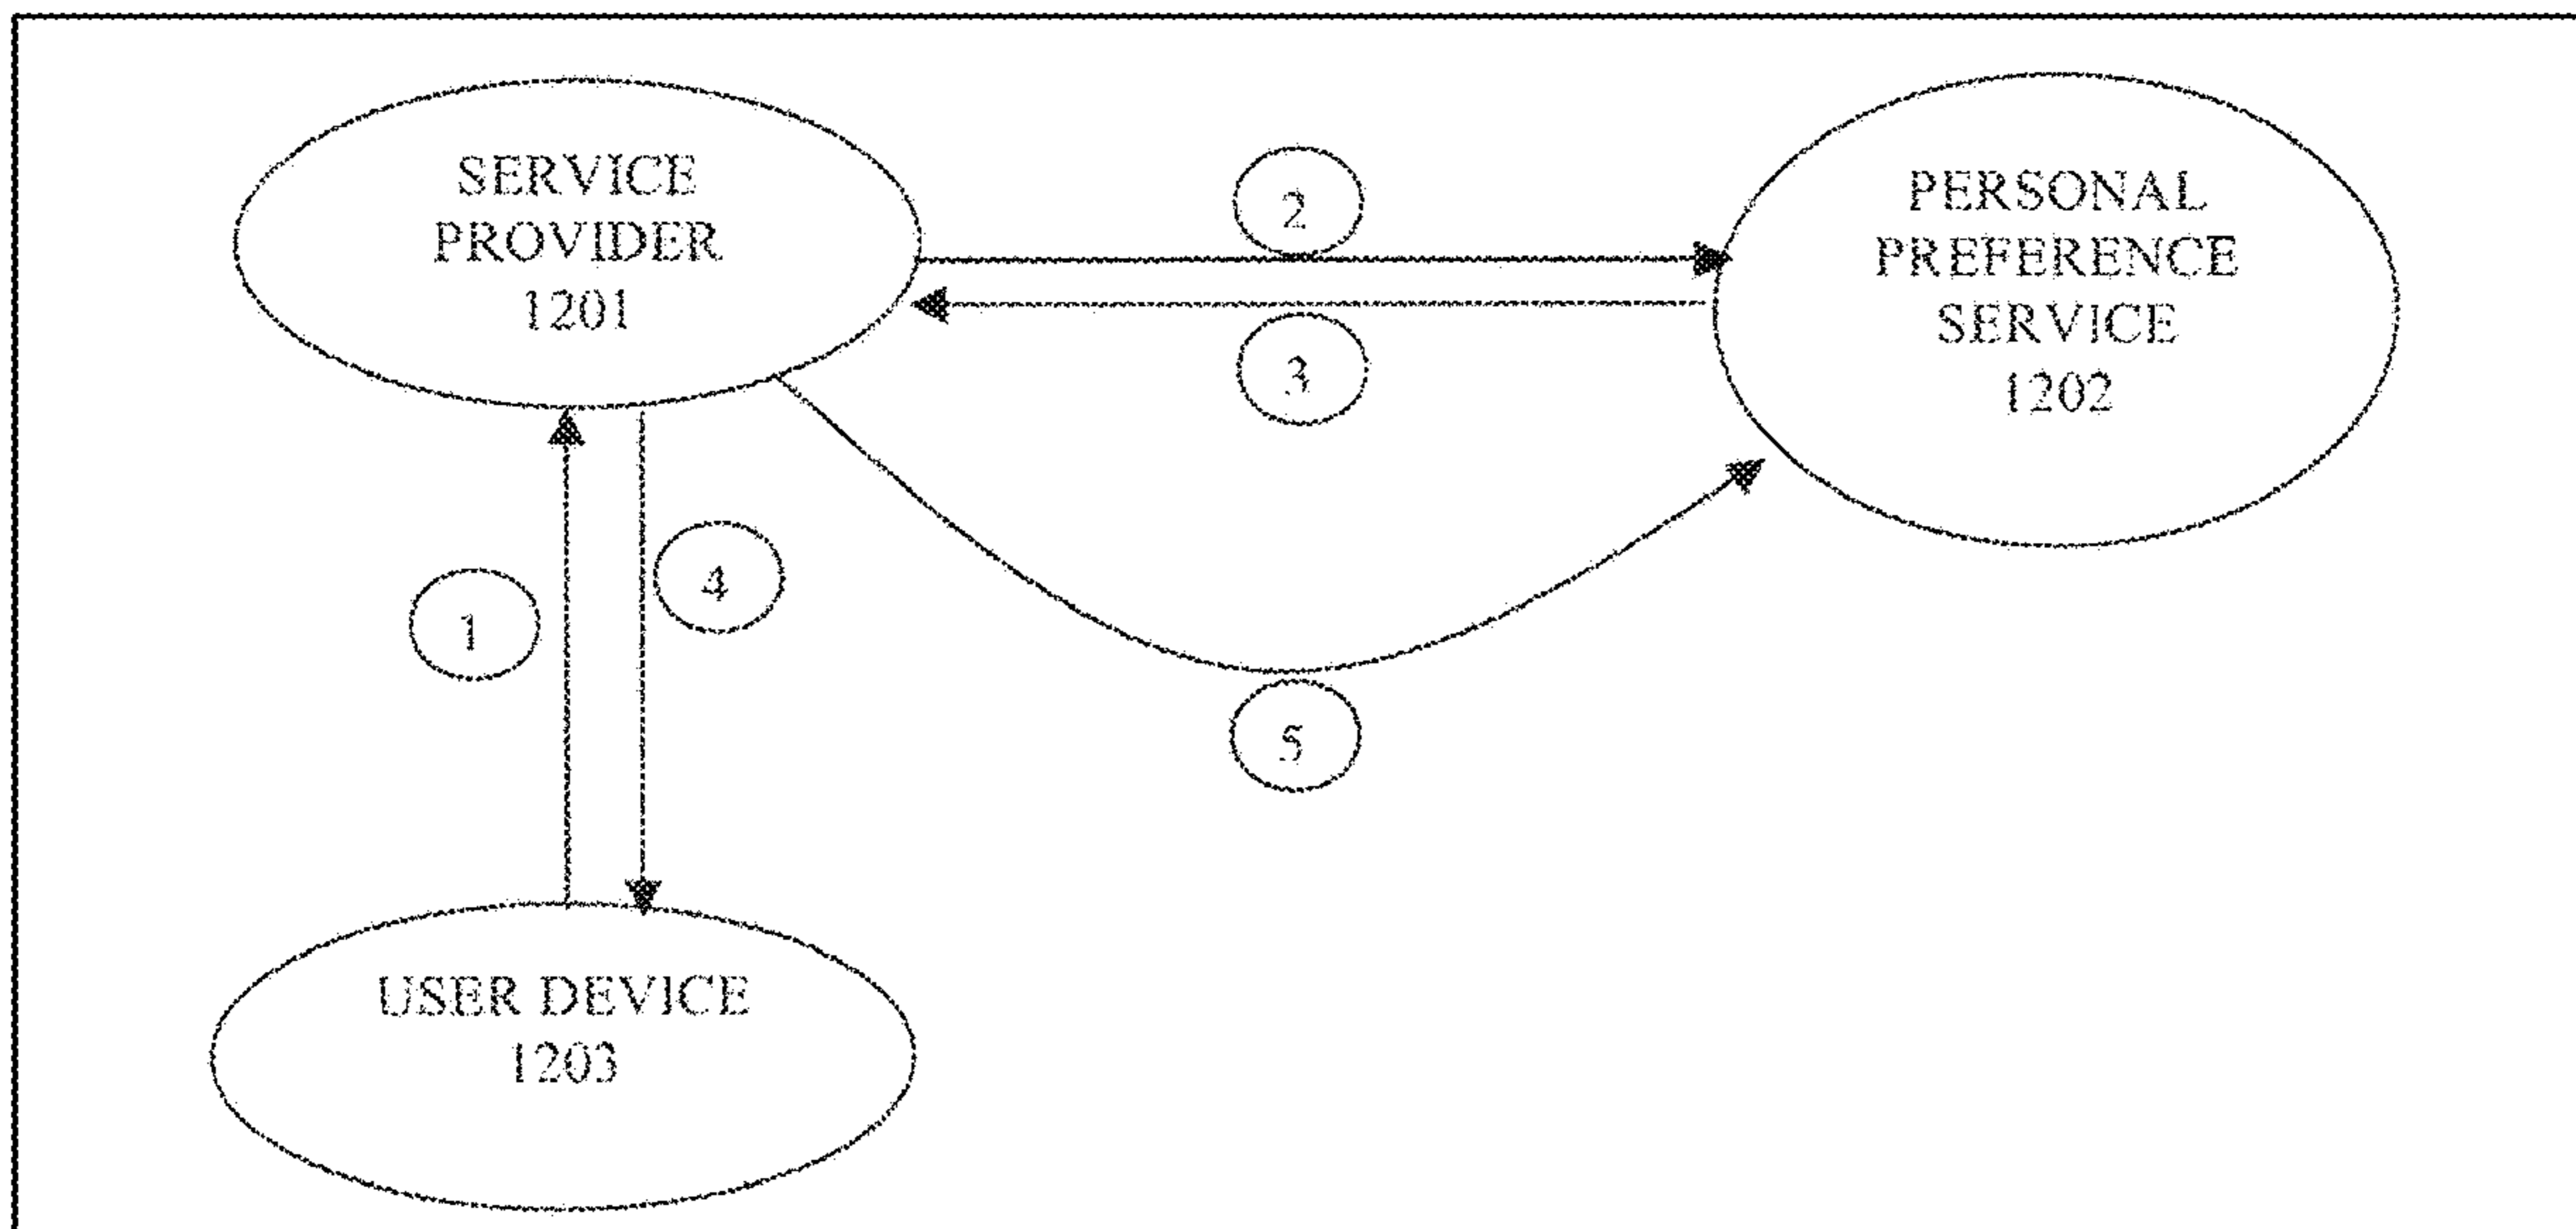 SERVICE
PROVIDER
1201
2
3
PERSONAL
PREFERENCE
SERVICE
1202
1
4
5
USER DEVICE
1203